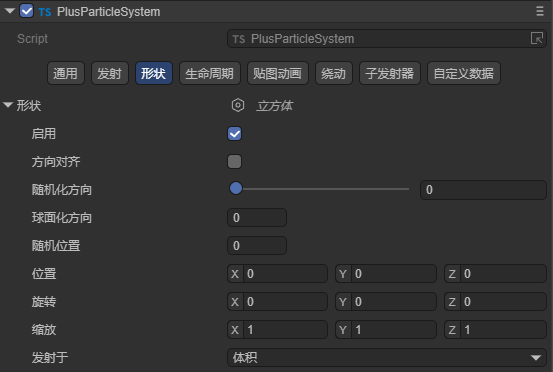 TS PlusParticleSystem
Script TS PlusParticleSystem
通用 发射 形状 生命周期 贴图动画 绕动 子发射器 自定义数据
形状 立方体
启用
方向对齐
随机化方向 0
球面化方向 0
随机位置 0
位置 X 0 Y 0 Z 0
旋转 X 0 Y 0 Z 0
缩放 X 1 Y 1 Z 1
发射于 体积